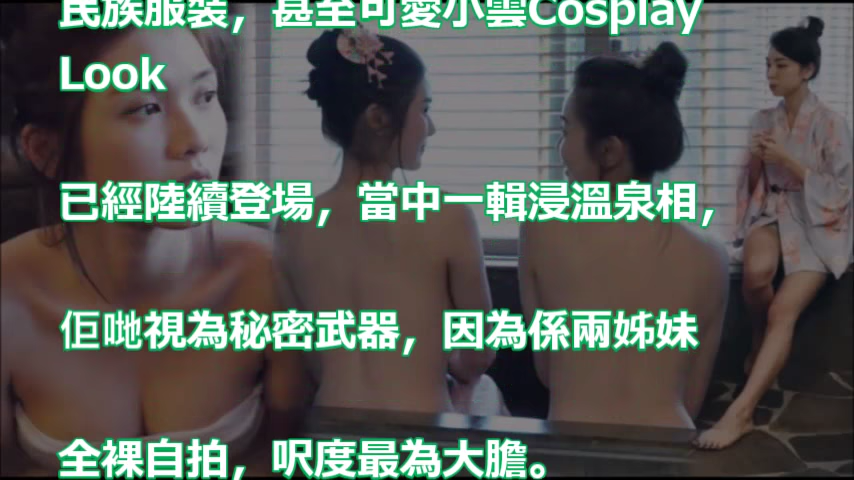 民族服裝，甚至可愛小雲Cosplay
Look
已經陸續登場，當中一輯浸溫泉相，
佢哋視為秘密武器，因為係兩姊妹
全裸自拍，呎度最為大膽。